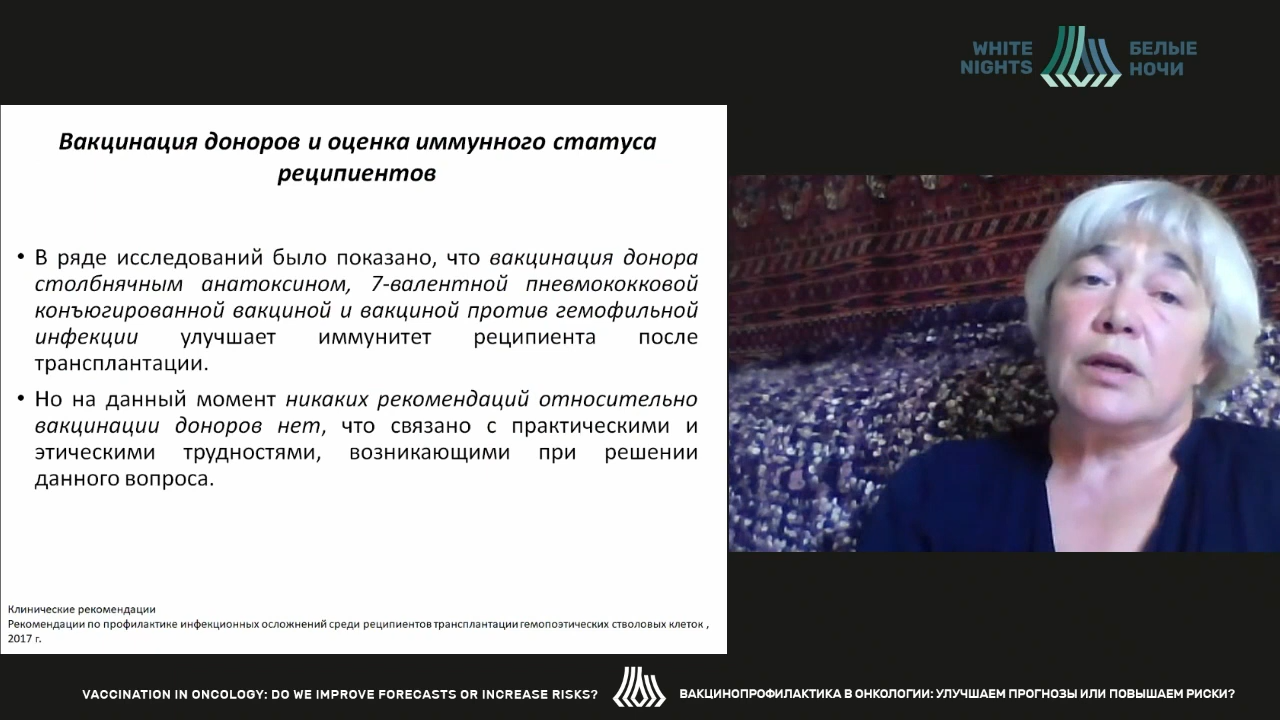 WHITE
NIGHTS
БЕЛЫЕ
НОЧИ
Вакцинация доноров и оценка иммунного статуса
реципиентов
• В ряде исследований было показано, что вакцинация донора
столбнячным анатоксином, 7-валентной пневмококковой
конъюгированной вакциной и вакциной против гемофильной
инфекции улучшает иммунитет реципиента после
трансплантации.
• Но на данный момент никаких рекомендаций относительно
вакцинации доноров нет, что связано с практическими и
этическими трудностями, возникающими при решении
данного вопроса.
Клинические рекомендации
Рекомендации по профилактике инфекционных осложнений среди реципиентов трансплантации гемопоэтических стволовых клеток ,
2017 г.
VACCINATION IN ONCOLOGY: DO WE IMPROVE FORECASTS OR INCREASE RISKS?
ВАКЦИНОПРОФИЛАКТИКА В ОНКОЛОГИИ: УЛУЧШАЕМ ПРОГНОЗЫ ИЛИ ПОВЫШАЕМ РИСКИ?